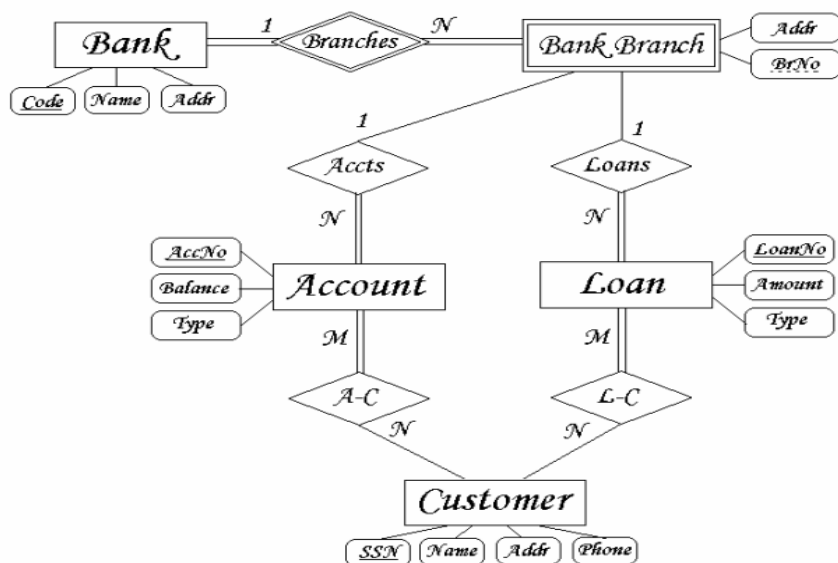 Bank
1
Branches
N
Bank Branch
Addr
BrNo
Code
Name
Addr
1
1
Accts
Loans
N
N
AccNo
Balance
Type
Account
Loan
LoanNo
Amount
Type
M
M
A-C
L-C
N
N
Customer
SSN
Name
Addr
Phone